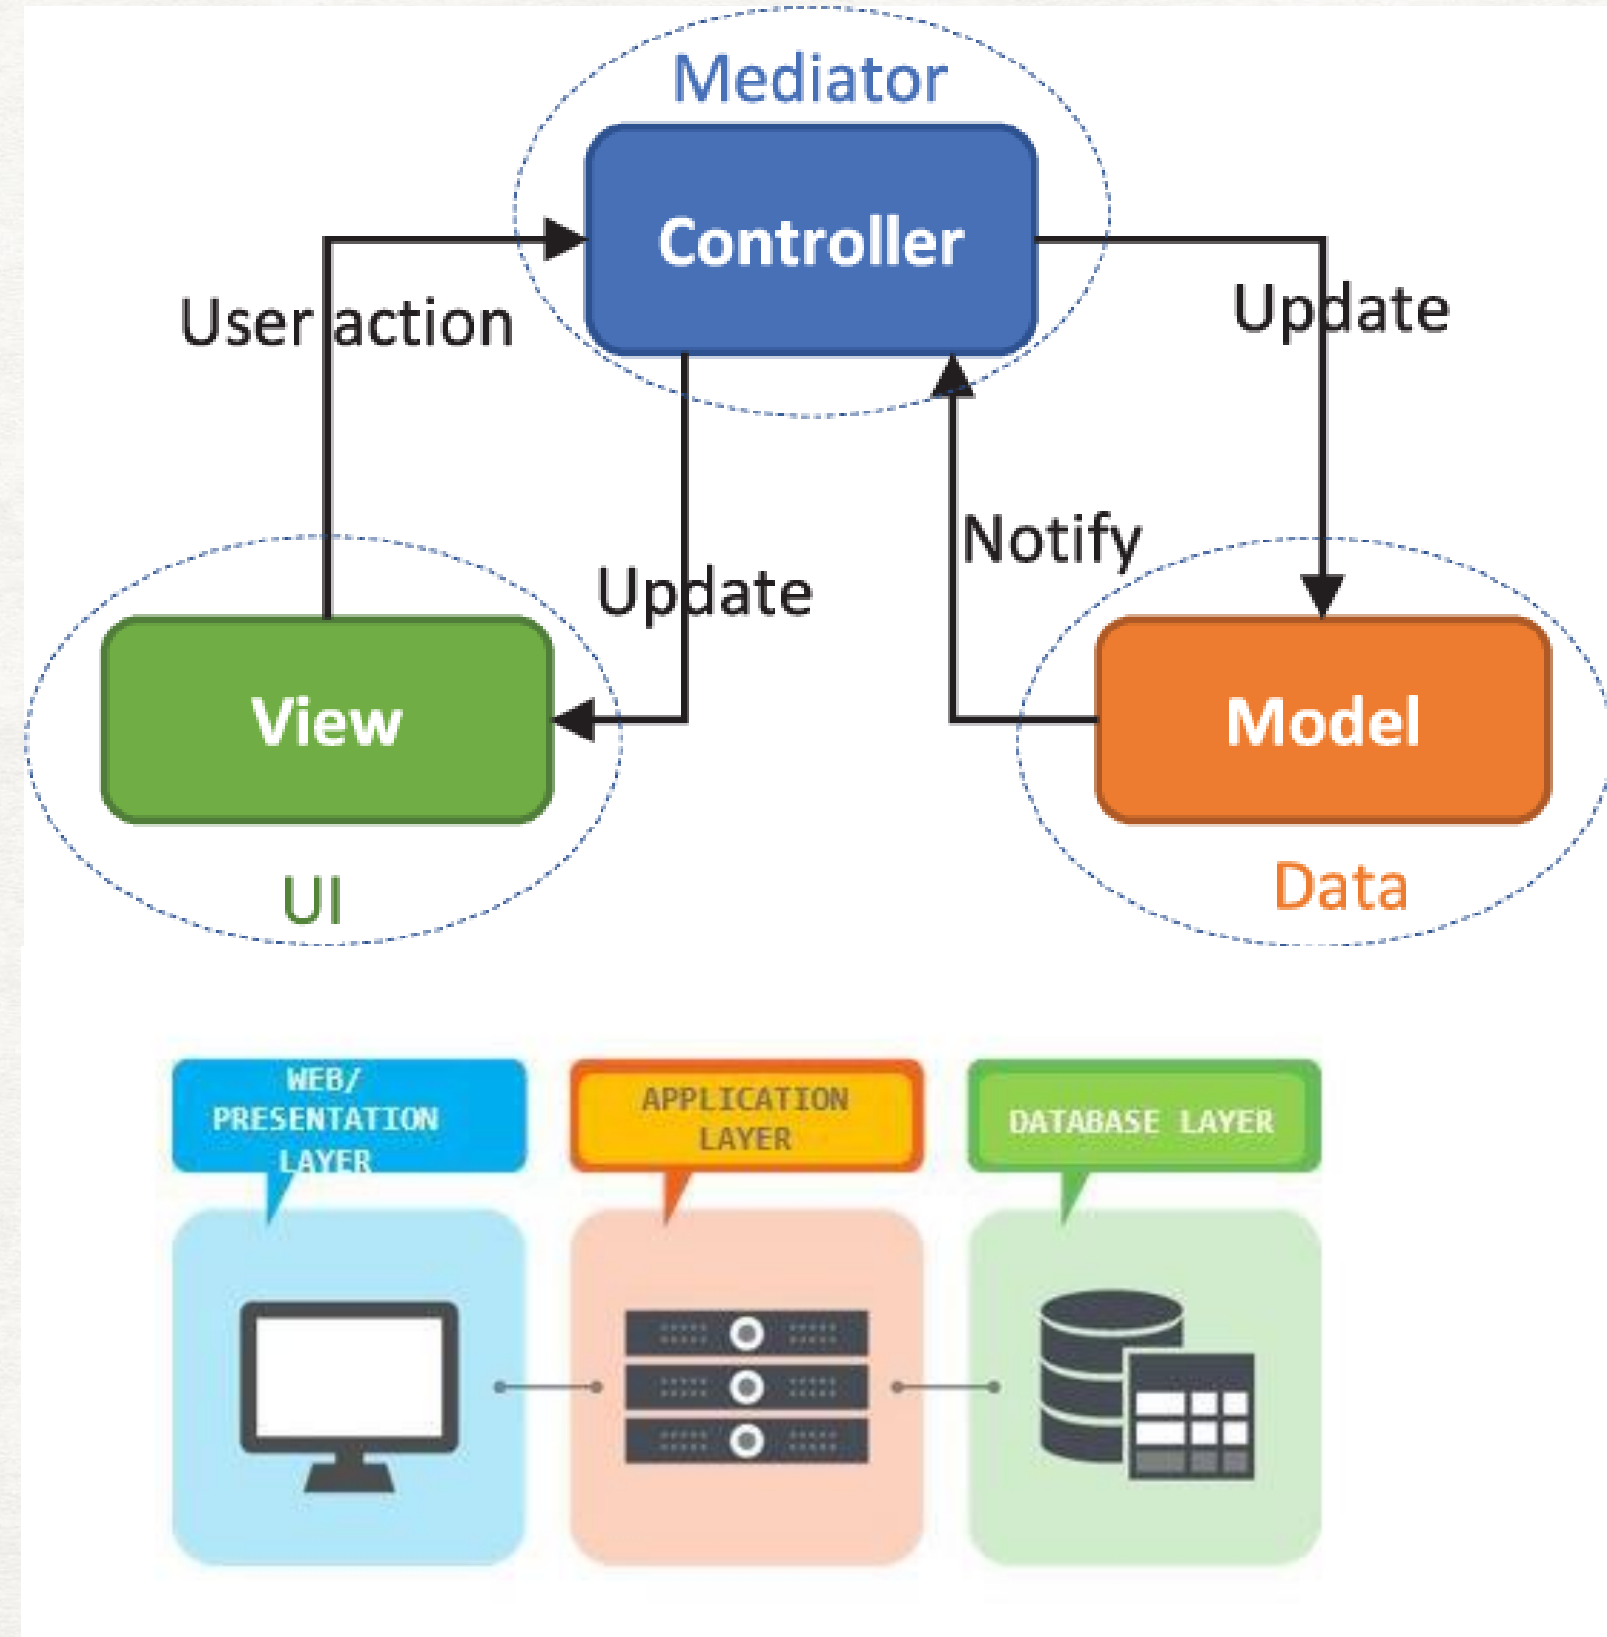 Mediator
Controller
User action
Update
Notify
Update
View
Model
UI
Data
WEB/
PRESENTATION
LAYER
APPLICATION
LAYER
DATABASE LAYER